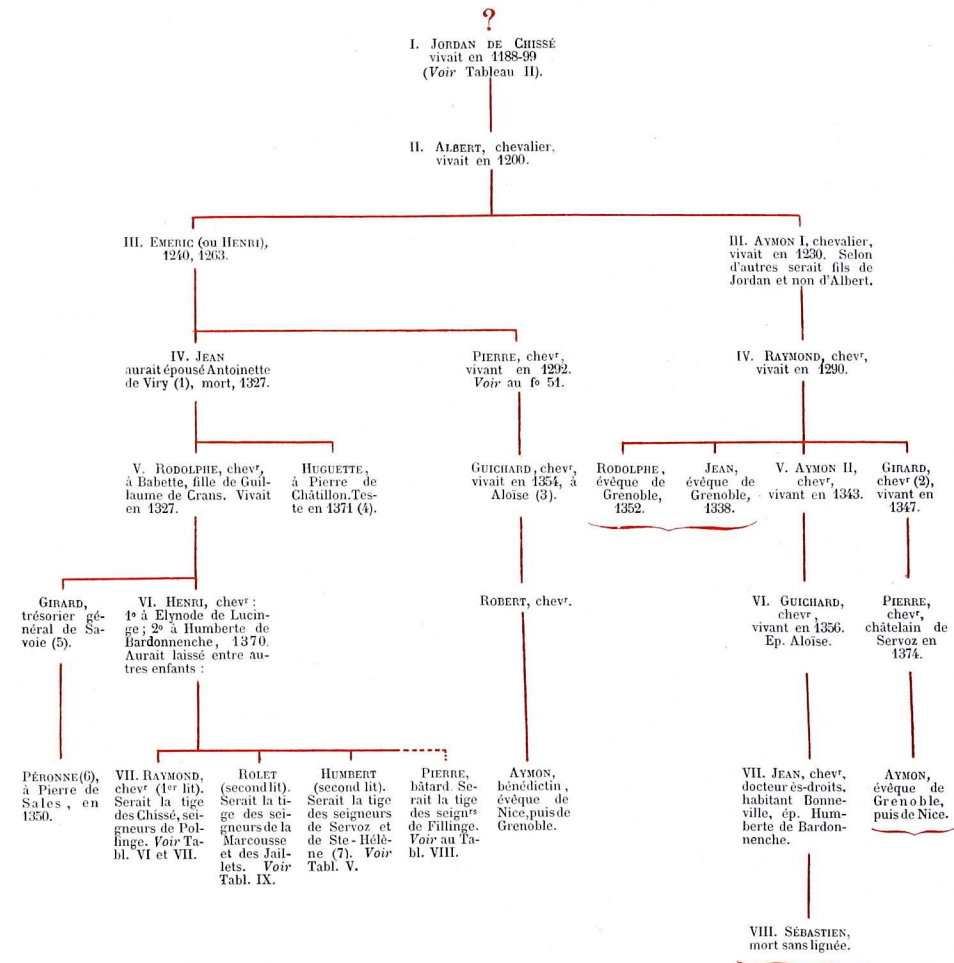 ?
I. JORDAN DE CHISSÉ
vivait en 1188-99
(Voir Tableau II).
II. ALBERT, chevalier,
vivait en 1200.
III. EMERIC (ou HENRI),
1240, 1263.
III. AYMON I, chevalier,
vivait en 1230. Selon
d'autres serait fils de
Jordan et non d'Albert.
IV. JEAN
aurait épousé Antoinette
de Viry (1), mort, 1327.
PIERRE, chevr,
vivant en 1292.
Voir au fo 51.
IV. RAYMOND, chevr,
vivait en 1290.
V. RODOLPHE, chevr,
à Babette, fille de Guil-
laume de Crans. Vivait
en 1327.
HUGUETTE,
à Pierre de
Châtillon. Tes-
te en 1371 (4).
GUICHARD, chevr,
vivait en 1354, à
Aloïse (3).
RODOLPHE,
évêque de
Grenoble,
1352.
JEAN,
évêque de
Grenoble,
1338.
V. AYMON II,
chevr,
vivant en 1343.
GIRARD,
chevr (2),
vivant en
1347.
GIRARD,
trésorier gé-
néral de Sa-
voie (5).
VI. HENRI, chevr :
1o à Elynode de Lucin-
ge ; 2o à Humberte de
Bardonnenche, 1370.
Aurait laissé entre au-
tres enfants :
ROBERT, chevr.
VI. GUICHARD,
chevr,
vivant en 1356.
Ep. Aloïse.
PIERRE,
chevr,
châtelain de
Servoz en
1374.
PÉRONNE (6),
à Pierre de
Sales, en
1350.
VII. RAYMOND,
chevr (1er lit).
Serait la tige
des Chissé, sei-
gneurs de Pol-
linge. Voir Ta-
bl. VI et VII.
ROLET
(second lit).
Serait la ti-
ge des sei-
gneurs de la
Marcousse
et des Jail-
lets. Voir
Tabl. IX.
HUMBERT
(second lit).
Serait la tige
des seigneurs
de Servoz et
de Ste-Hélè-
ne (7). Voir
Tabl. V.
PIERRE,
bâtard. Se-
rait la tige
des seignrs
de Fillinge.
Voir au Ta-
bl. VIII.
AYMON,
bénédictin,
évêque de
Nice, puis de
Grenoble.
VII. JEAN, chevr,
docteur ès-droits,
habitant Bonne-
ville, ép. Hum-
berte de Bardon-
nenche.
AYMON,
évêque de
Grenoble,
puis de Nice.
VIII. SÉBASTIEN,
mort sans lignée.